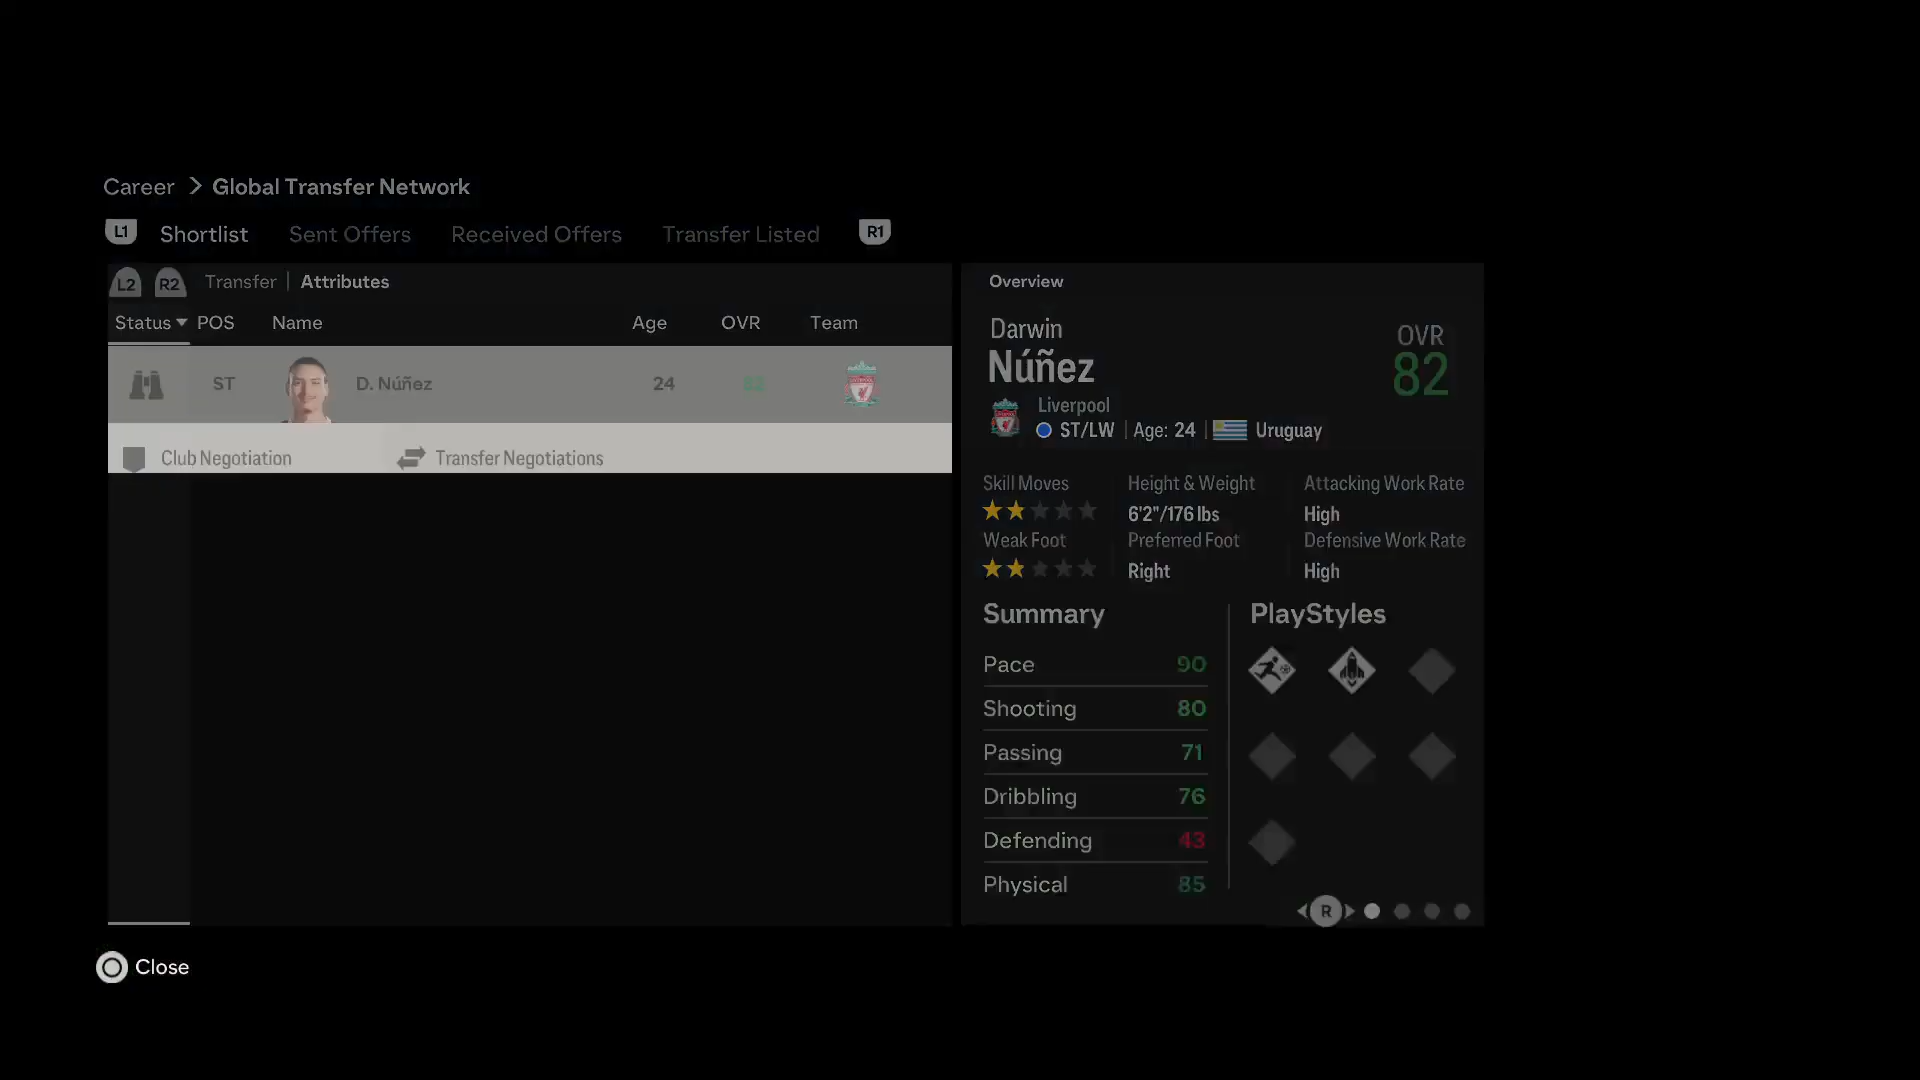 Career > Global Transfer Network
L1 Shortlist Sent Offers Received Offers Transfer Listed R1
L2 R2 Transfer | Attributes
Status POS Name Age OVR Team
ST D. Núñez 24 82
Club Negotiation Transfer Negotiations
Overview
Darwin
Núñez
OVR
82
Liverpool
ST/LW | Age: 24 | Uruguay
Skill Moves Height & Weight Attacking Work Rate
6'2"/176 lbs High
Weak Foot Preferred Foot Defensive Work Rate
Right High
Summary PlayStyles
Pace 90
Shooting 80
Passing 71
Dribbling 76
Defending 43
Physical 85
R
Close